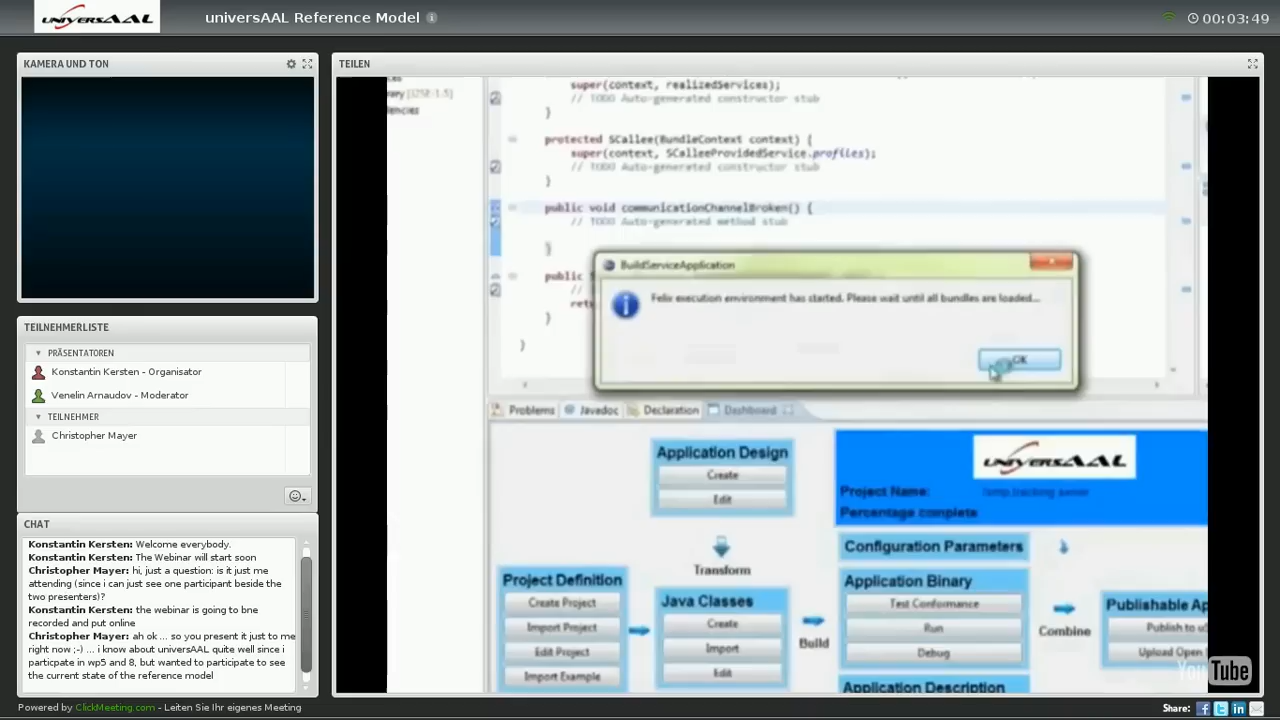 universAAL
universAAL Reference Model
00:03:49
KAMERA UND TON
TEILEN
super(context, realizedServices);
// TODO Auto-generated constructor stub
}
protected SCallee(BundleContext context) {
super(context, SCalleeProvidedService.profiles);
// TODO Auto-generated constructor stub
}
public void communicationChannelBroken() {
// TODO Auto-generated method stub
}
public
//
}
}
BuildServiceApplication
Felix execution environment has started. Please wait until all bundles are loaded...
OK
TEILNEHMERLISTE
PRÄSENTATOREN
Konstantin Kersten - Organisator
Venelin Arnaudov - Moderator
TEILNEHMER
Christopher Mayer
CHAT
Konstantin Kersten: Welcome everybody.
Konstantin Kersten: The Webinar will start soon
Christopher Mayer: hi, just a question: is it just me
attending (since i can just see one participant beside the
two presenters)?
Konstantin Kersten: the webinar is going to bne
recorded and put online
Christopher Mayer: ah ok ... so you present it just to me
right now ;-) ... i know about universAAL quite well since i
particpate in wp5 and 8, but wanted to participate to see
the current state of the reference model
Problems
Javadoc
Declaration
Dashboard
Application Design
Create
Edit
Transform
Project Definition
Create Project
Import Project
Edit Project
Import Example
Java Classes
Create
Import
Edit
Build
universAAL
Project Name:
Percentage complete
Configuration Parameters
Application Binary
Test Conformance
Run
Debug
Application Description
Combine
Publishable Ap
Publish to u
Upload Open
YouTube
Powered by ClickMeeting.com - Leiten Sie Ihr eigenes Meeting
Share: